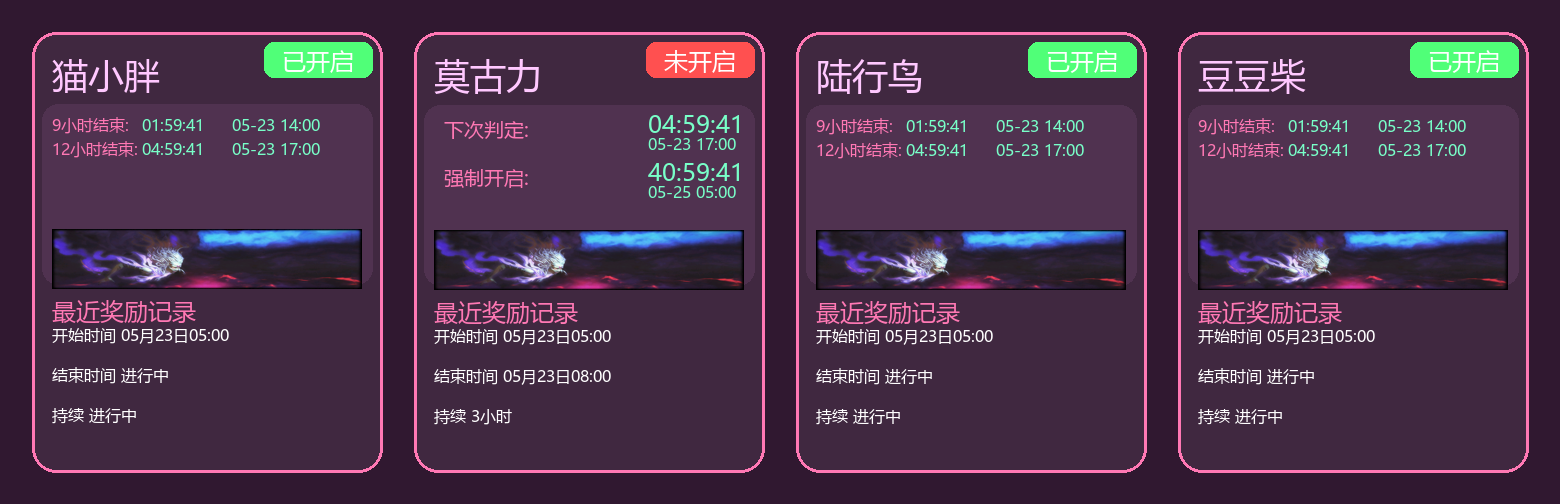 猫小胖
已开启
9小时结束: 01:59:41 05-23 14:00
12小时结束: 04:59:41 05-23 17:00
最近奖励记录
开始时间 05月23日05:00
结束时间 进行中
持续 进行中
莫古力
未开启
下次判定: 04:59:41
05-23 17:00
强制开启: 40:59:41
05-25 05:00
最近奖励记录
开始时间 05月23日05:00
结束时间 05月23日08:00
持续 3小时
陆行鸟
已开启
9小时结束: 01:59:41 05-23 14:00
12小时结束: 04:59:41 05-23 17:00
最近奖励记录
开始时间 05月23日05:00
结束时间 进行中
持续 进行中
豆豆柴
已开启
9小时结束: 01:59:41 05-23 14:00
12小时结束: 04:59:41 05-23 17:00
最近奖励记录
开始时间 05月23日05:00
结束时间 进行中
持续 进行中